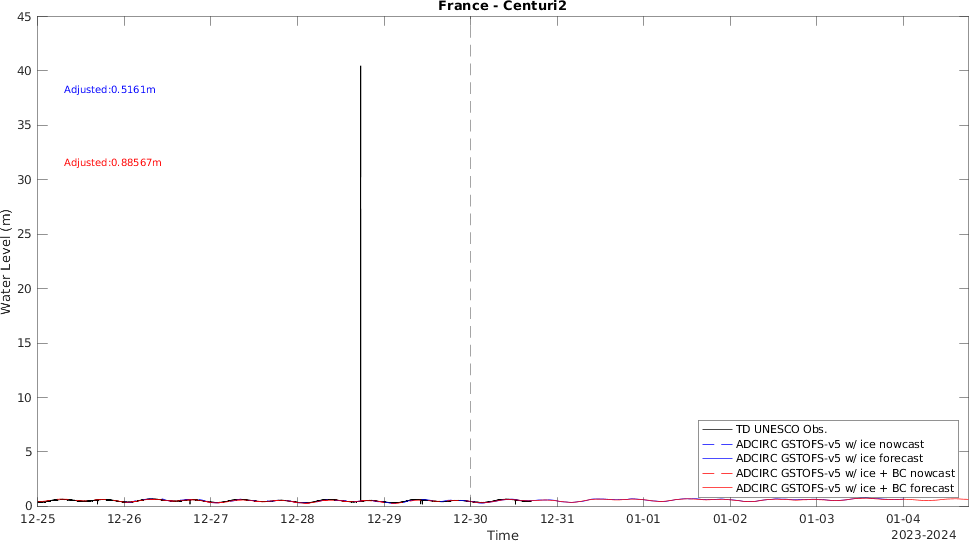 France - Centuri2
45
40
35
30
25
20
15
10
5
0
Water Level (m)
Adjusted:0.5161m
Adjusted:0.88567m
TD UNESCO Obs.
ADCIRC GSTOFS-v5 w/ ice nowcast
ADCIRC GSTOFS-v5 w/ ice forecast
ADCIRC GSTOFS-v5 w/ ice + BC nowcast
ADCIRC GSTOFS-v5 w/ ice + BC forecast
12-25 12-26 12-27 12-28 12-29 12-30 12-31 01-01 01-02 01-03 01-04
Time
2023-2024